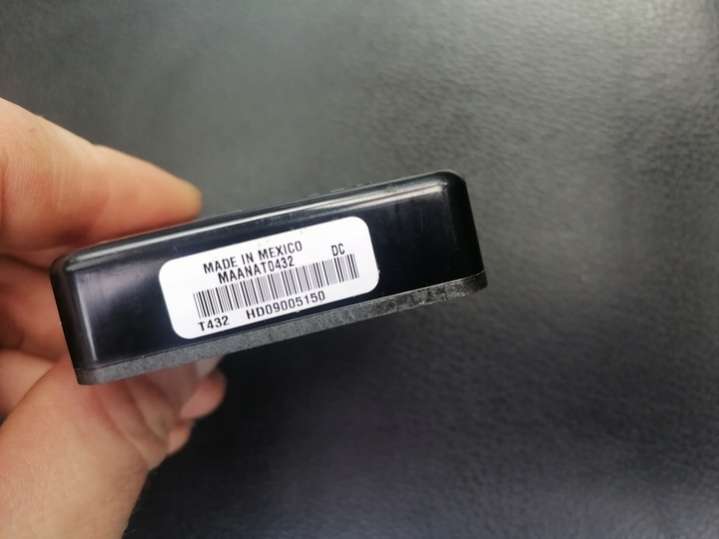 MADE IN MEXICO
MAANAT0432 DC
T432 HD09005150